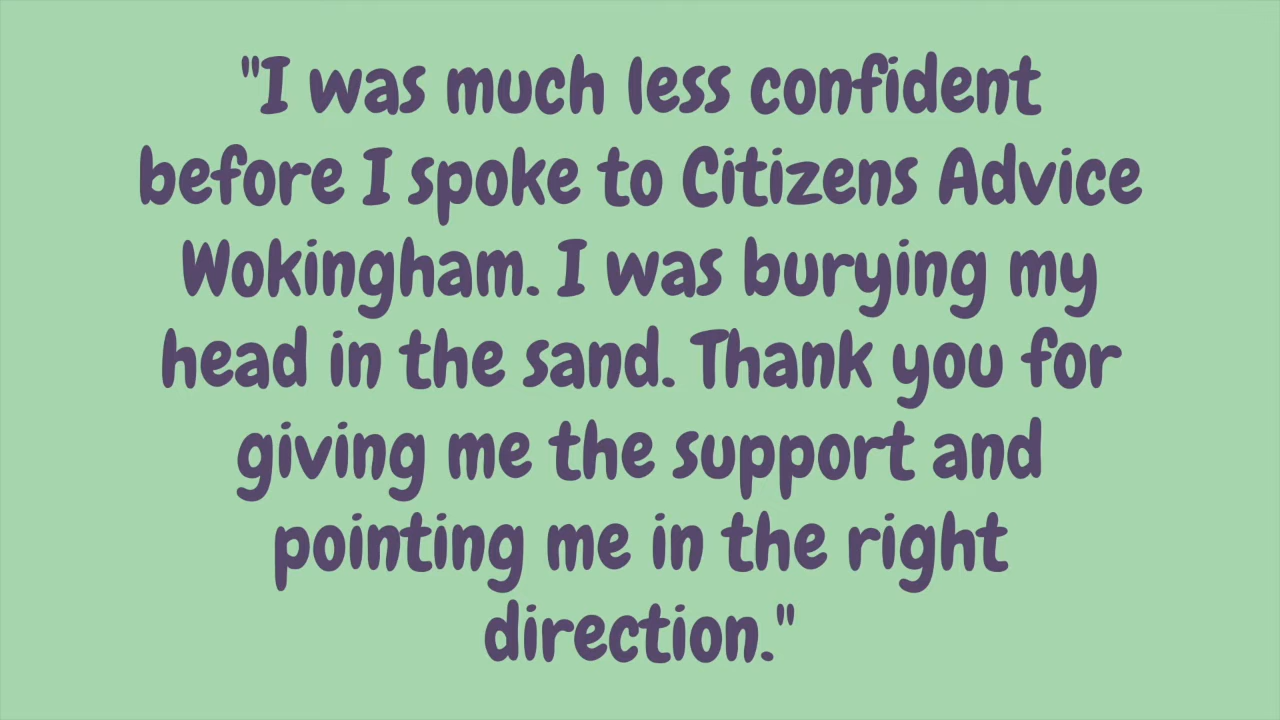 "I was much less confident
before I spoke to Citizens Advice
Wokingham. I was burying my
head in the sand. Thank you for
giving me the support and
pointing me in the right
direction."